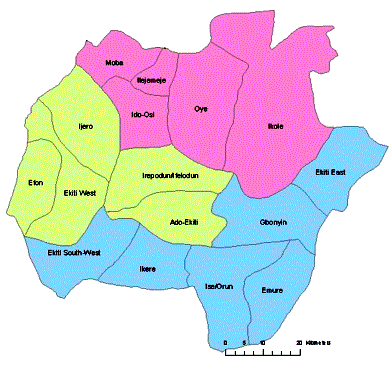 Moba
Ilejemeje
Ijero
Ido-Osi
Oye
Ikole
Ekiti East
Efon
Ekiti West
Irepodun/Ifelodun
Ado-Ekiti
Gbonyin
Ekiti South-West
Ikere
Ise/Orun
Emure
0 5 10 20 Kilometers